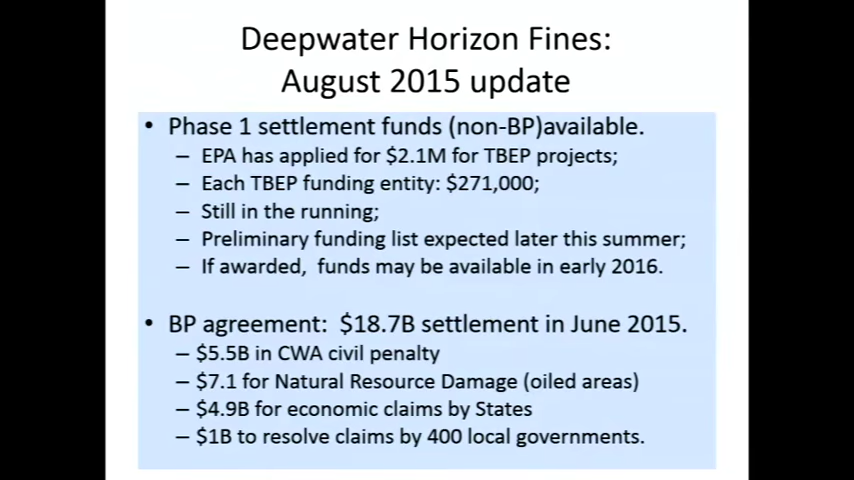 Deepwater Horizon Fines:
August 2015 update
• Phase 1 settlement funds (non-BP)available.
– EPA has applied for $2.1M for TBEP projects;
– Each TBEP funding entity: $271,000;
– Still in the running;
– Preliminary funding list expected later this summer;
– If awarded, funds may be available in early 2016.
• BP agreement: $18.7B settlement in June 2015.
– $5.5B in CWA civil penalty
– $7.1 for Natural Resource Damage (oiled areas)
– $4.9B for economic claims by States
– $1B to resolve claims by 400 local governments.